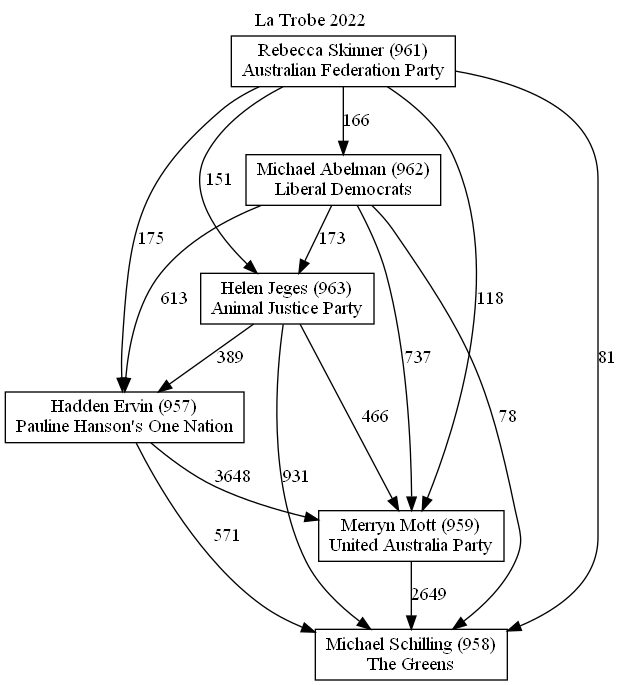 La Trobe 2022
Rebecca Skinner (961)
Australian Federation Party
166
Michael Abelman (962)
Liberal Democrats
151
173
175
Helen Jeges (963)
Animal Justice Party
613
118
389
737
81
Hadden Ervin (957)
Pauline Hanson's One Nation
466
78
3648
931
Merryn Mott (959)
United Australia Party
571
2649
Michael Schilling (958)
The Greens